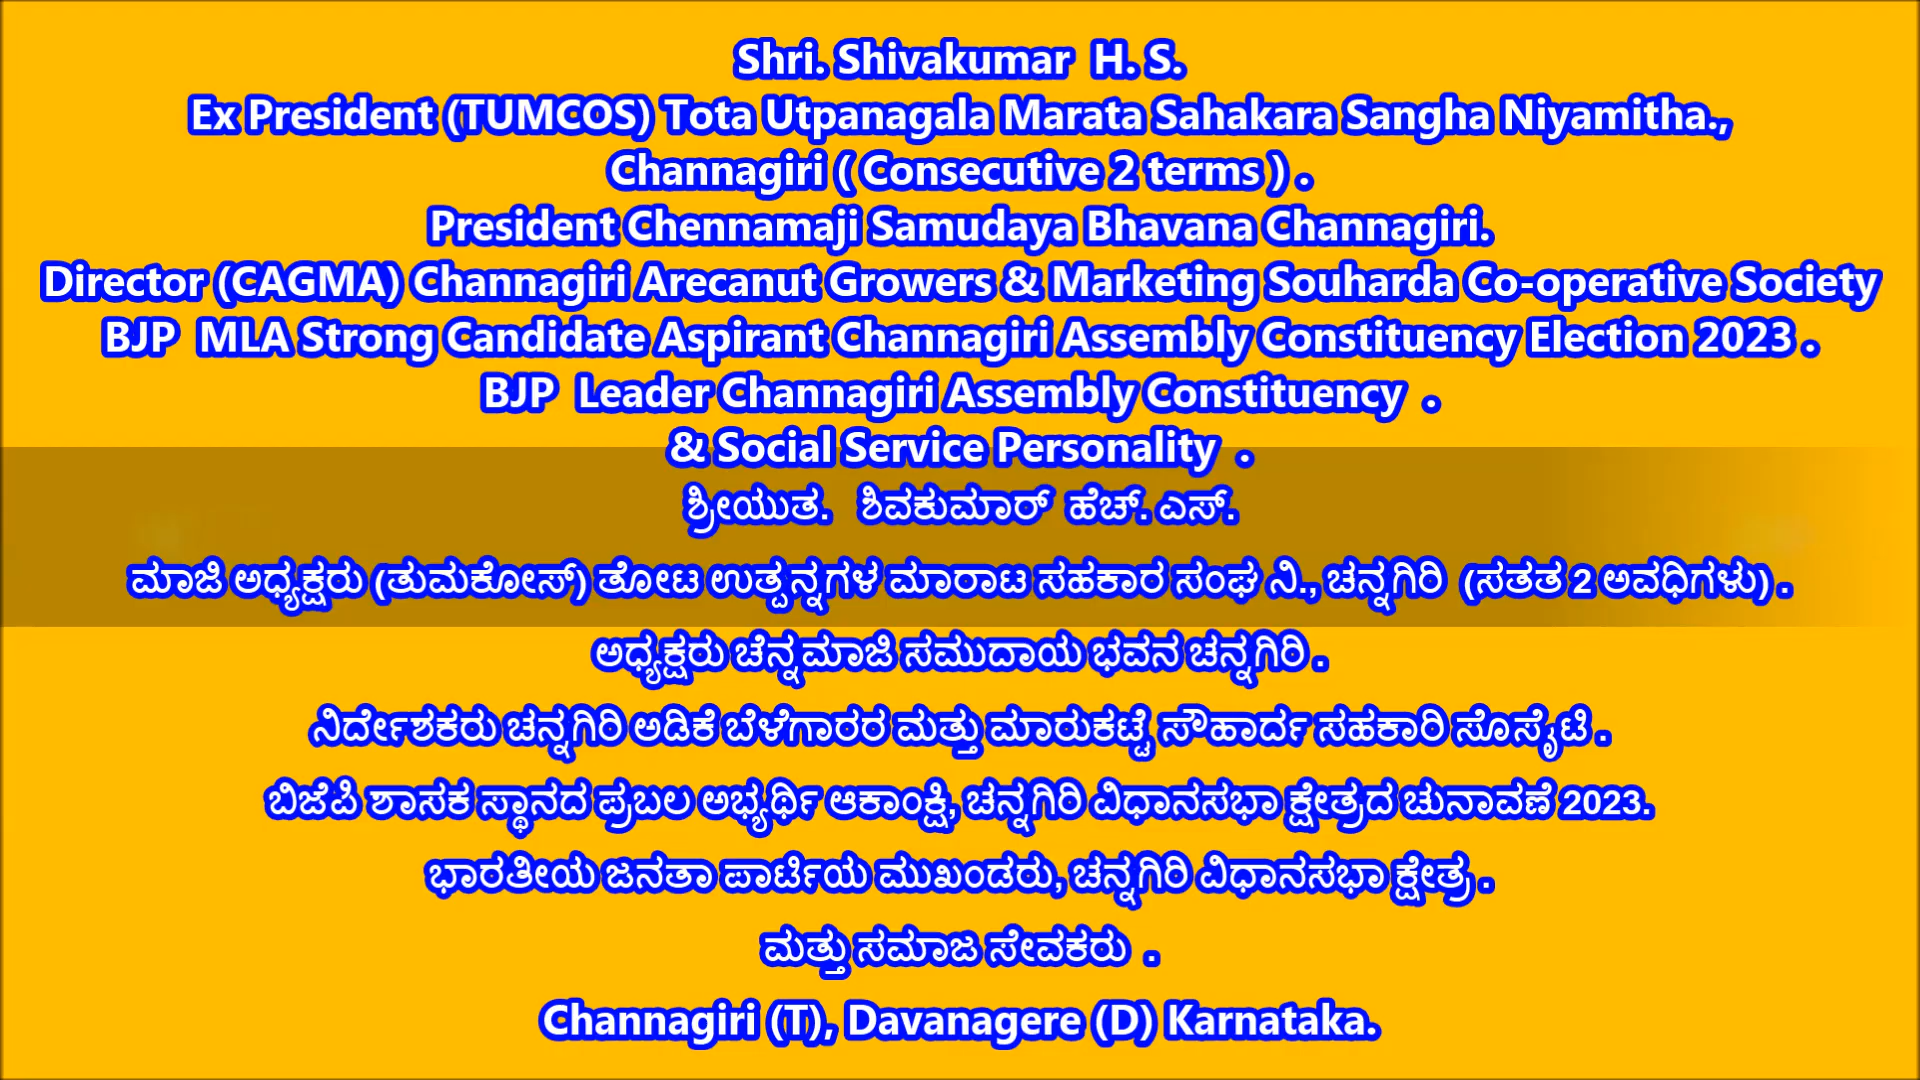 Shri. Shivakumar H. S.
Ex President (TUMCOS) Tota Utpanagala Marata Sahakara Sangha Niyamitha.,
Channagiri ( Consecutive 2 terms ) .
President Chennamaji Samudaya Bhavana Channagiri.
Director (CAGMA) Channagiri Arecanut Growers & Marketing Souharda Co-operative Society
BJP MLA Strong Candidate Aspirant Channagiri Assembly Constituency Election 2023 .
BJP Leader Channagiri Assembly Constituency .
& Social Service Personality .
ಶ್ರೀಯುತ. ಶಿವಕುಮಾರ್ ಹೆಚ್. ಎಸ್.
ಮಾಜಿ ಅಧ್ಯಕ್ಷರು (ತುಮಕೋಸ್) ತೋಟ ಉತ್ಪನ್ನಗಳ ಮಾರಾಟ ಸಹಕಾರ ಸಂಘ ನಿ., ಚನ್ನಗಿರಿ (ಸತತ 2 ಅವಧಿಗಳು) .
ಅಧ್ಯಕ್ಷರು ಚೆನ್ನಮಾಜಿ ಸಮುದಾಯ ಭವನ ಚನ್ನಗಿರಿ .
ನಿರ್ದೇಶಕರು ಚನ್ನಗಿರಿ ಅಡಿಕೆ ಬೆಳೆಗಾರರ ಮತ್ತು ಮಾರುಕಟ್ಟೆ ಸೌಹಾರ್ದ ಸಹಕಾರಿ ಸೊಸೈಟಿ .
ಬಿಜೆಪಿ ಶಾಸಕ ಸ್ಥಾನದ ಪ್ರಬಲ ಅಭ್ಯರ್ಥಿ ಆಕಾಂಕ್ಷಿ, ಚನ್ನಗಿರಿ ವಿಧಾನಸಭಾ ಕ್ಷೇತ್ರದ ಚುನಾವಣೆ 2023.
ಭಾರತೀಯ ಜನತಾ ಪಾರ್ಟಿಯ ಮುಖಂಡರು, ಚನ್ನಗಿರಿ ವಿಧಾನಸಭಾ ಕ್ಷೇತ್ರ .
ಮತ್ತು ಸಮಾಜ ಸೇವಕರು .
Channagiri (T), Davanagere (D) Karnataka.